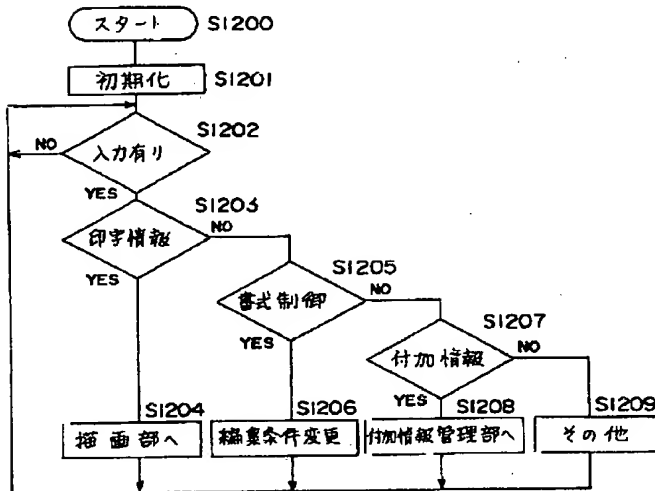 スタート S1200
初期化 S1201
S1202
NO 入力有り
YES
S1203
印字情報 NO
YES
S1205
書式制御 NO
YES
S1207
付加情報 NO
YES
S1204 S1206 S1208 S1209
描画部へ 編集条件変更 付加情報管理部へ その他